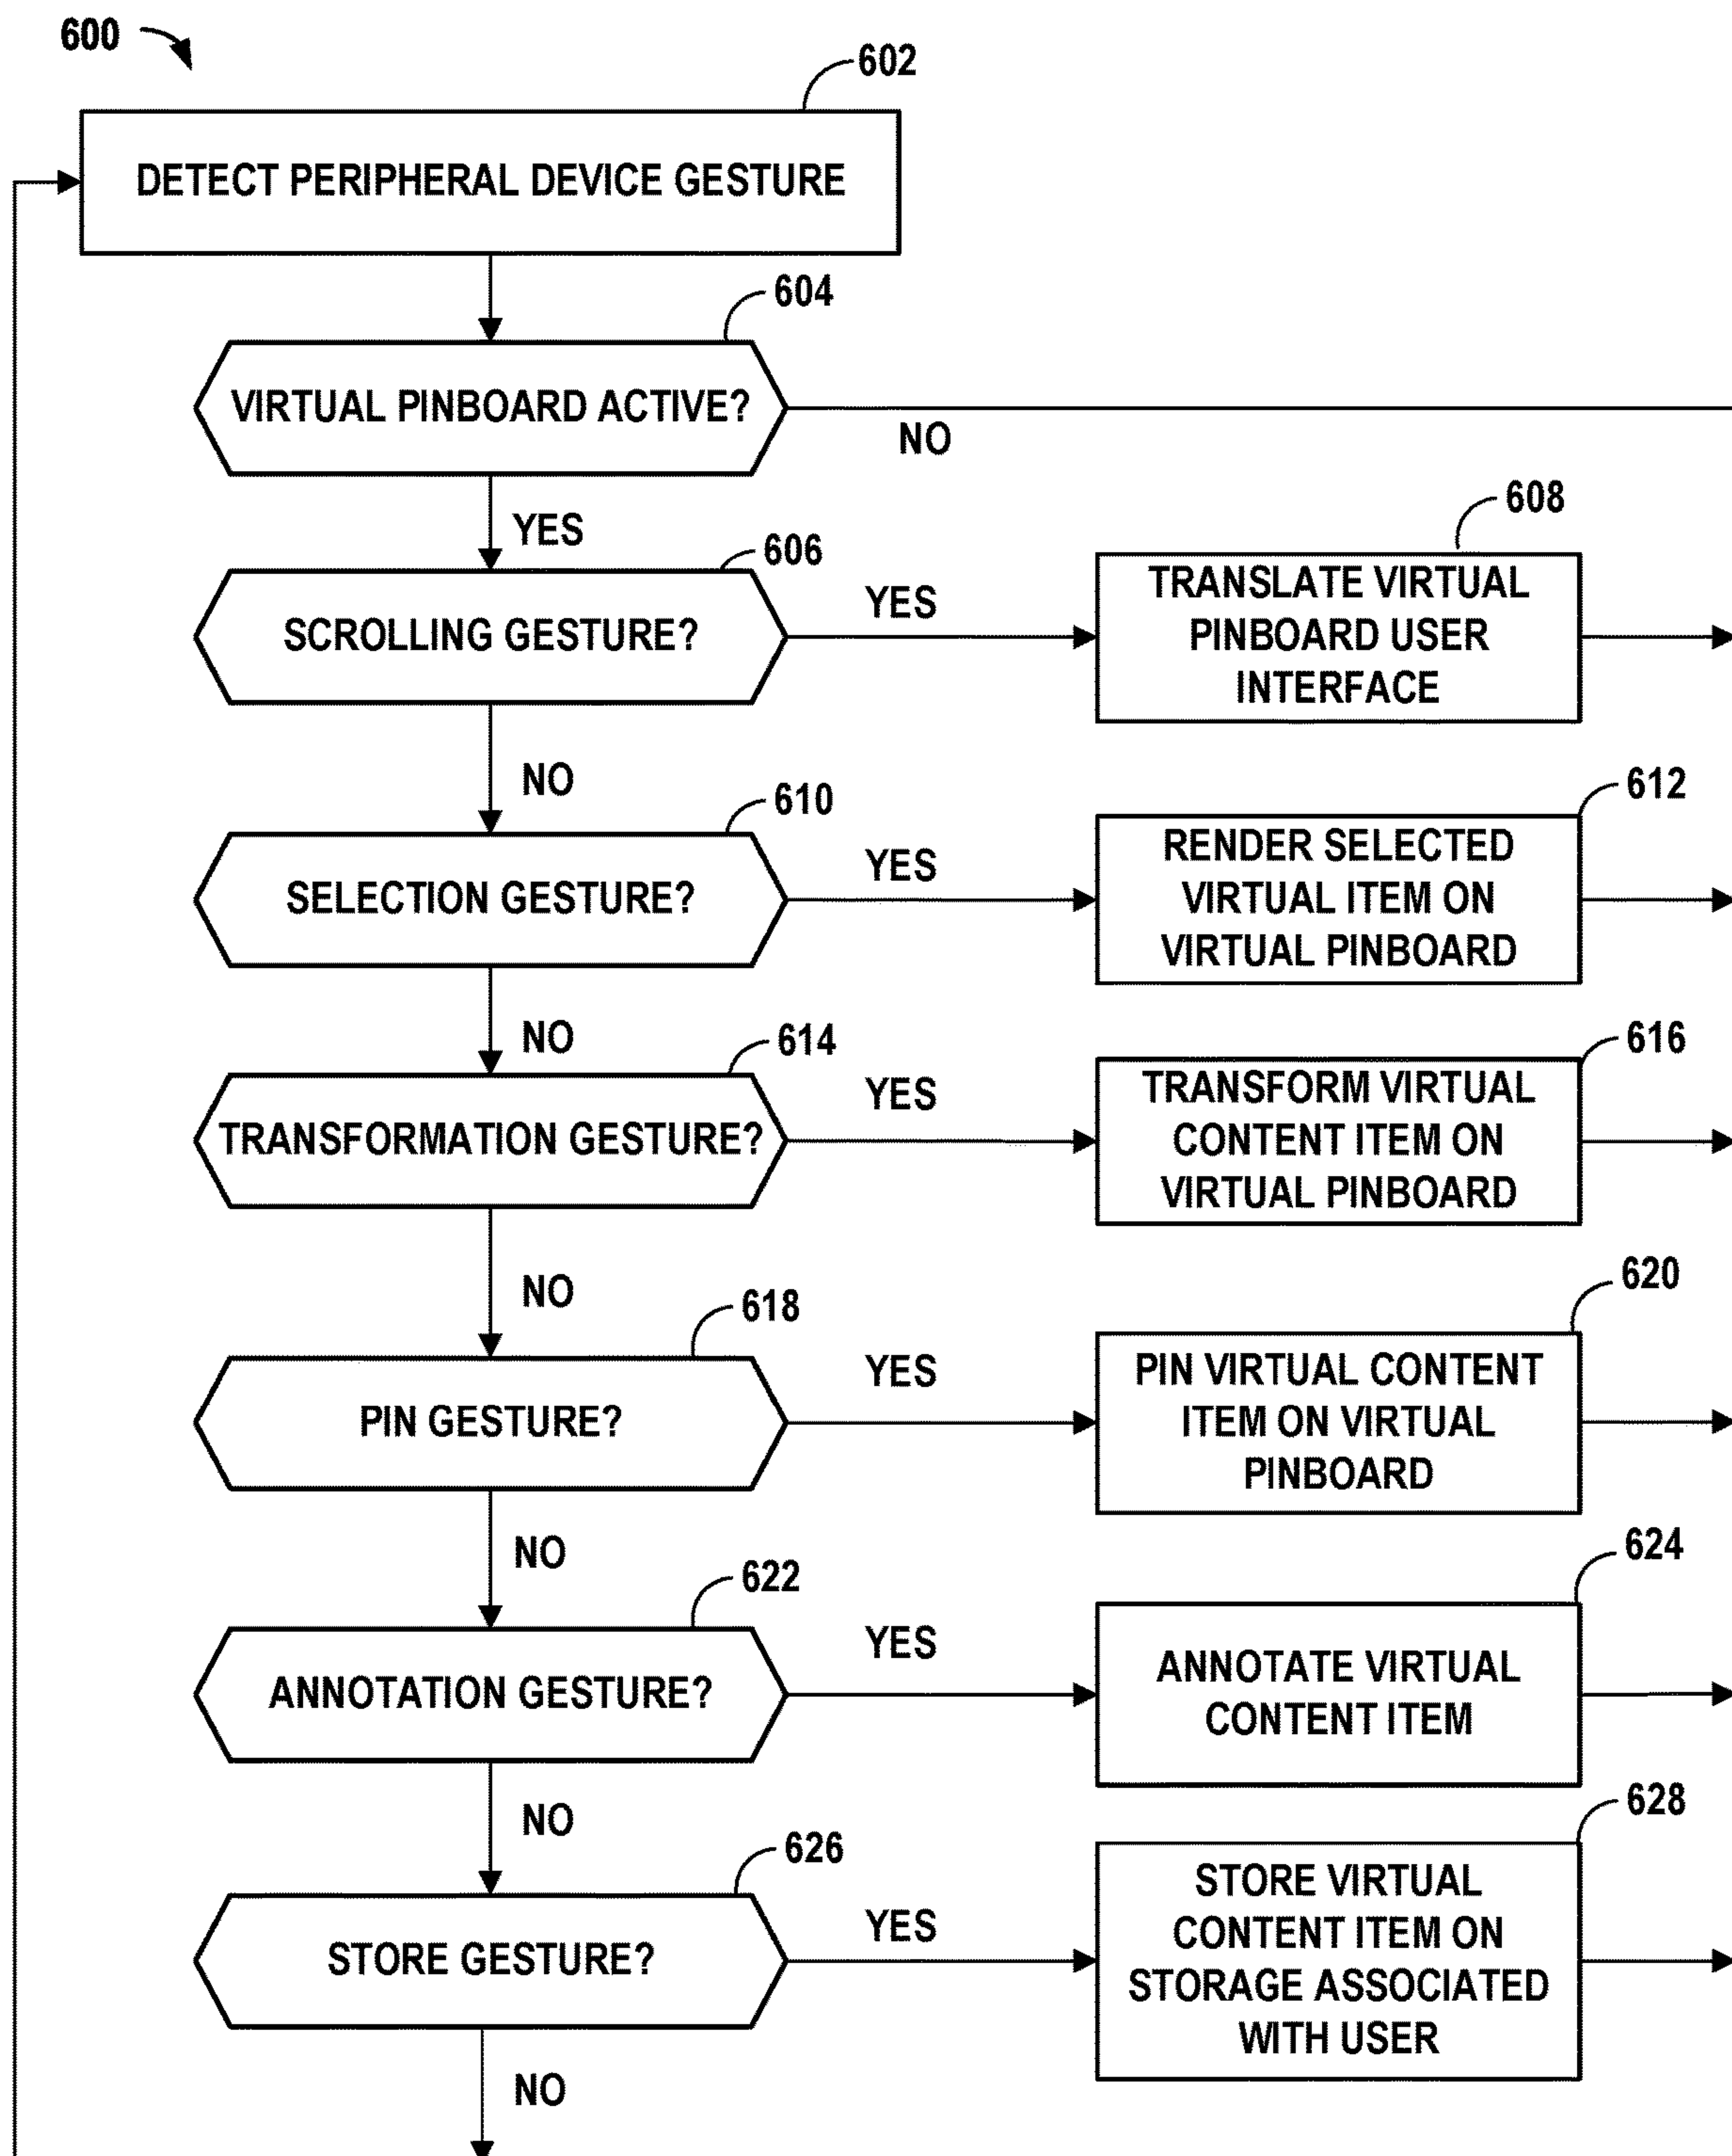 600
602
DETECT PERIPHERAL DEVICE GESTURE
604
VIRTUAL PINBOARD ACTIVE?
NO
YES
606
SCROLLING GESTURE?
YES
608
TRANSLATE VIRTUAL
PINBOARD USER
INTERFACE
NO
610
SELECTION GESTURE?
YES
612
RENDER SELECTED
VIRTUAL ITEM ON
VIRTUAL PINBOARD
NO
614
TRANSFORMATION GESTURE?
YES
616
TRANSFORM VIRTUAL
CONTENT ITEM ON
VIRTUAL PINBOARD
NO
618
PIN GESTURE?
YES
620
PIN VIRTUAL CONTENT
ITEM ON VIRTUAL
PINBOARD
NO
622
ANNOTATION GESTURE?
YES
624
ANNOTATE VIRTUAL
CONTENT ITEM
NO
626
STORE GESTURE?
YES
628
STORE VIRTUAL
CONTENT ITEM ON
STORAGE ASSOCIATED
WITH USER
NO